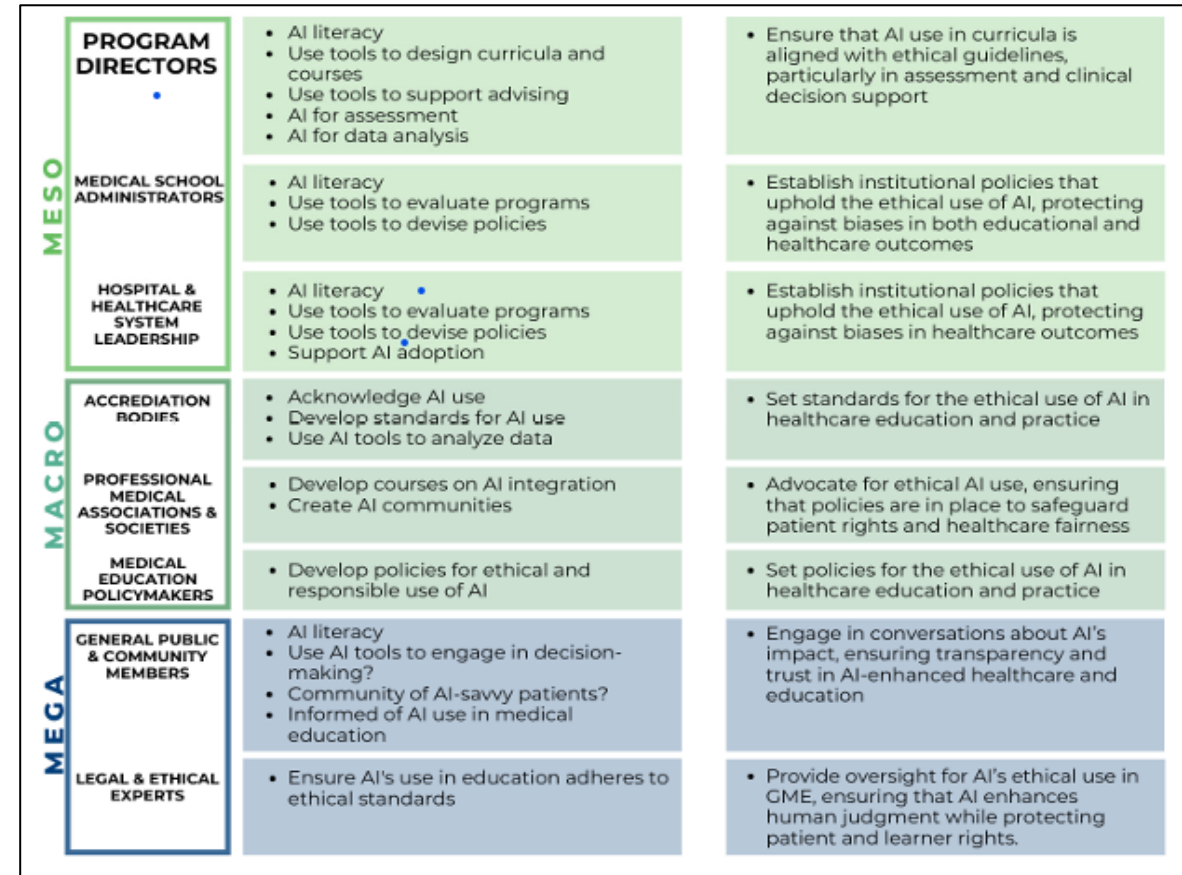 MESO
PROGRAM
DIRECTORS
• AI literacy
• Use tools to design curricula and
courses
• Use tools to support advising
• AI for assessment
• AI for data analysis
• Ensure that AI use in curricula is
aligned with ethical guidelines,
particularly in assessment and clinical
decision support
MEDICAL SCHOOL
ADMINISTRATORS
• AI literacy
• Use tools to evaluate programs
• Use tools to devise policies
• Establish institutional policies that
uphold the ethical use of AI, protecting
against biases in both educational and
healthcare outcomes
HOSPITAL &
HEALTHCARE
SYSTEM
LEADERSHIP
• AI literacy
• Use tools to evaluate programs
• Use tools to devise policies
• Support AI adoption
• Establish institutional policies that
uphold the ethical use of AI, protecting
against biases in healthcare outcomes
MACRO
ACCREDIATION
BODIES
• Acknowledge AI use
• Develop standards for AI use
• Use AI tools to analyze data
• Set standards for the ethical use of AI in
healthcare education and practice
PROFESSIONAL
MEDICAL
ASSOCIATIONS &
SOCIETIES
• Develop courses on AI integration
• Create AI communities
• Advocate for ethical AI use, ensuring
that policies are in place to safeguard
patient rights and healthcare fairness
MEDICAL
EDUCATION
POLICYMAKERS
• Develop policies for ethical and
responsible use of AI
• Set policies for the ethical use of AI in
healthcare education and practice
MEGA
GENERAL PUBLIC
& COMMUNITY
MEMBERS
• AI literacy
• Use AI tools to engage in decision-
making?
• Community of AI-savvy patients?
• Informed of AI use in medical
education
• Engage in conversations about AI's
impact, ensuring transparency and
trust in AI-enhanced healthcare and
education
LEGAL & ETHICAL
EXPERTS
• Ensure AI's use in education adheres to
ethical standards
• Provide oversight for AI's ethical use in
GME, ensuring that AI enhances
human judgment while protecting
patient and learner rights.